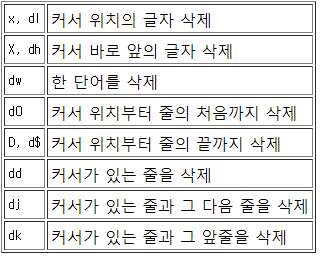 x, dl 커서 위치의 글자 삭제
X, dh 커서 바로 앞의 글자 삭제
dw 한 단어를 삭제
d0 커서 위치부터 줄의 처음까지 삭제
D, d$ 커서 위치부터 줄의 끝까지 삭제
dd 커서가 있는 줄을 삭제
dj 커서가 있는 줄과 그 다음 줄을 삭제
dk 커서가 있는 줄과 그 앞줄을 삭제